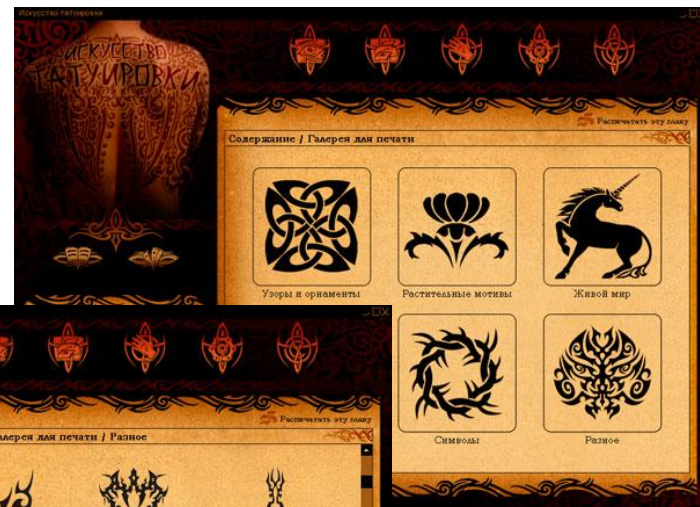 Искусство татуировки
ИСКУССТВО
ТАТУИРОВКИ
Распечатать эту главу
Содержание / Галерея для печати
Узоры и орнаменты
Растительные мотивы
Живой мир
Символы
Разное
Распечатать эту главу
для печати / Разное